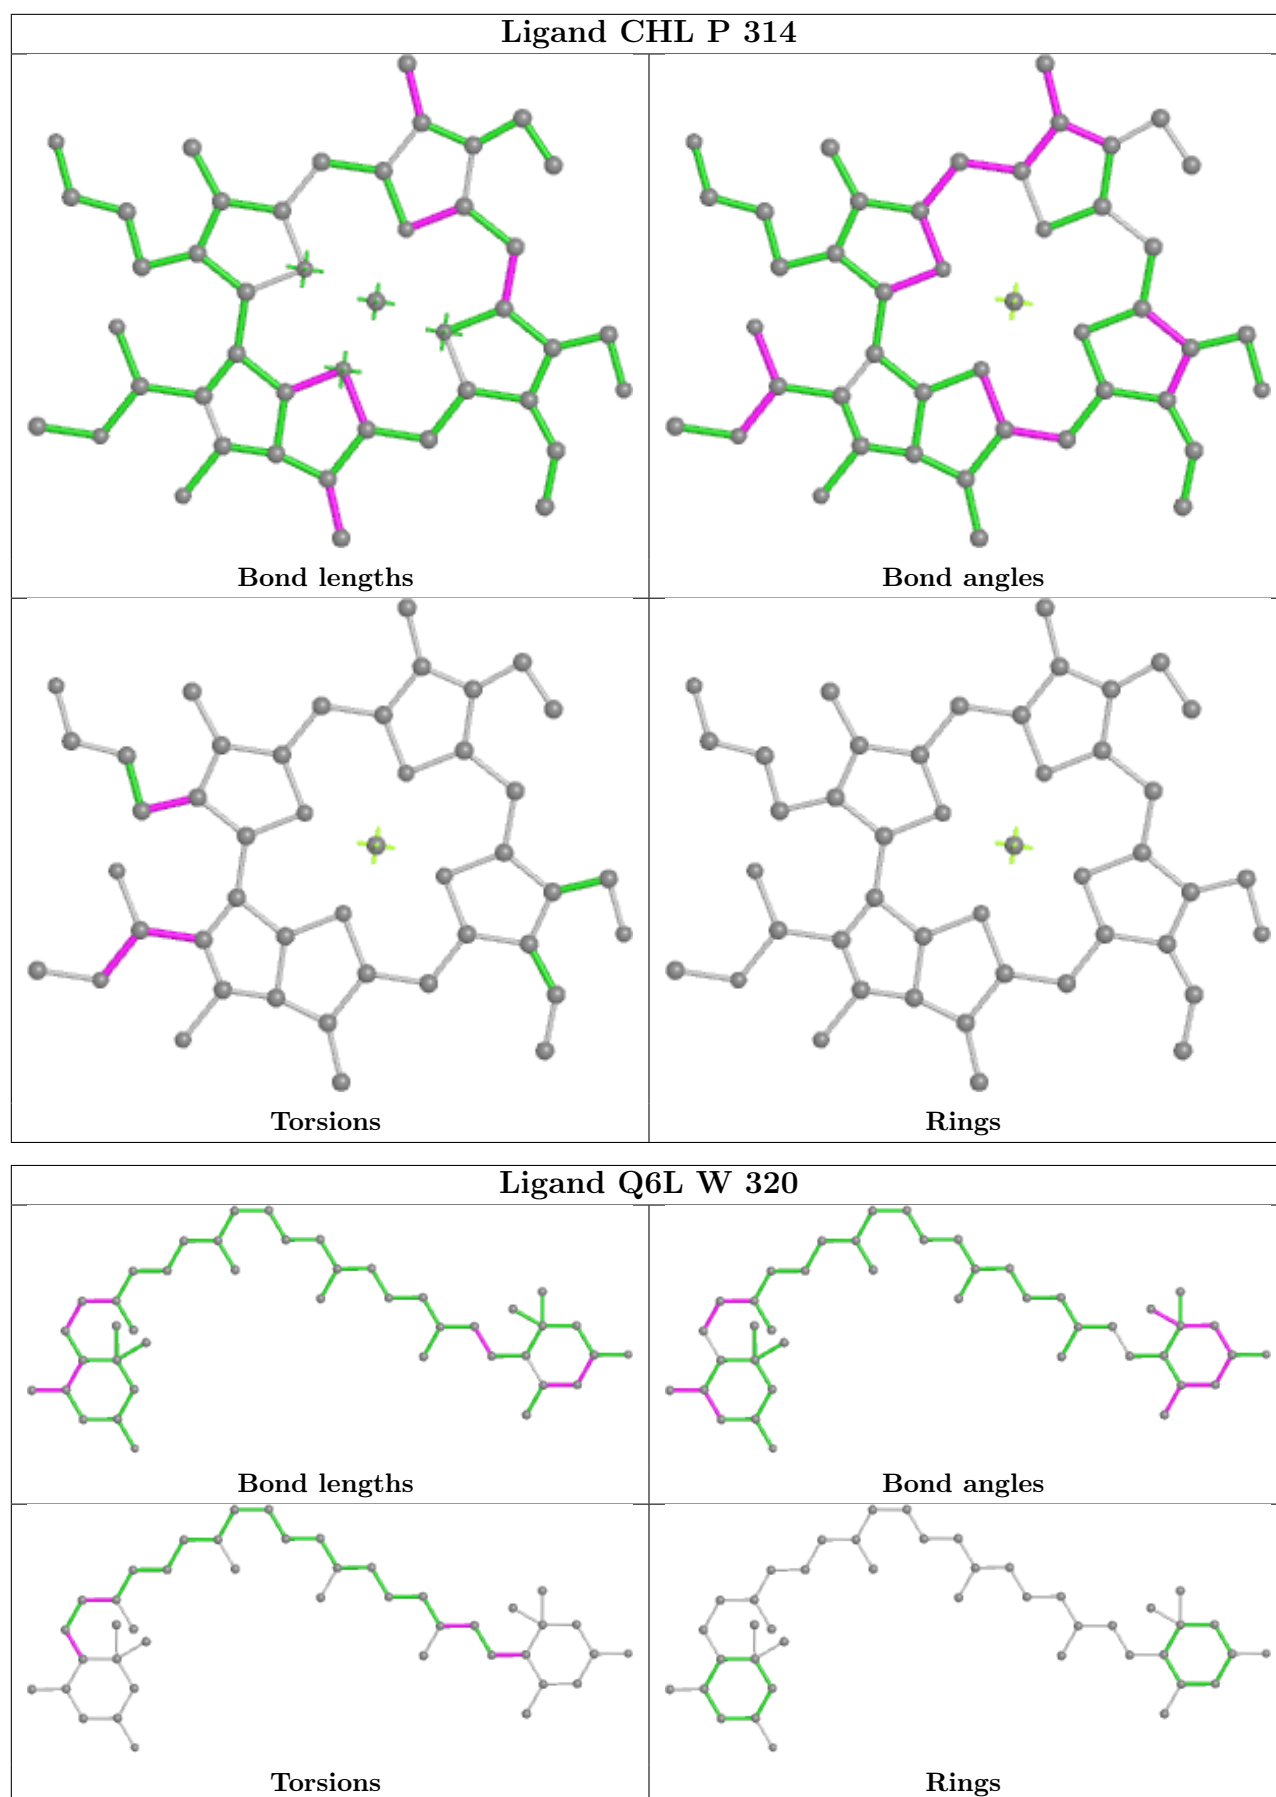 Ligand CHL P 314
Bond lengths
Bond angles
Torsions
Rings
Ligand Q6L W 320
Bond lengths
Bond angles
Torsions
Rings